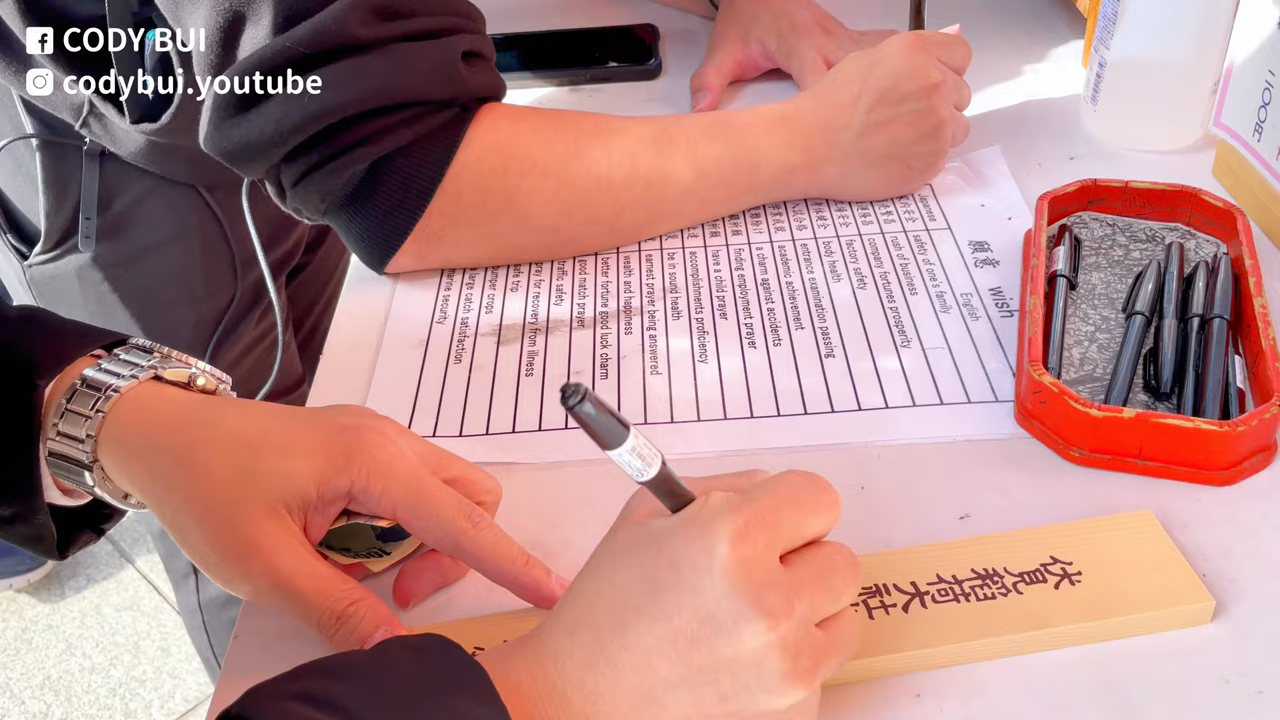 CODY BUI
codybui.youtube
願意 wish
Japanese English
safety of one's family
rush of business
company fortunes prosperity
factory safety
body health
entrance examination passing
academic achievement
a charm against accidents
finding employment prayer
have a child prayer
accomplishments proficiency
be in sound health
earnest prayer being answered
wealth and happiness
better fortune good luck charm
good match prayer
traffic safety
pray for recovery from illness
safe trip
bumper crops
large catch satisfaction
marine security
伏見稲荷大社